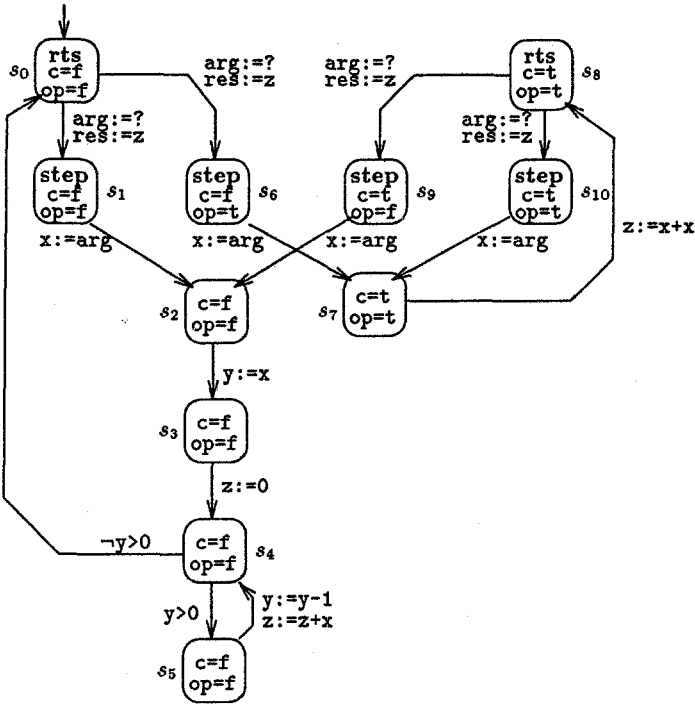 s0
rts
c=f
op=f
arg:=?
res:=z
arg:=?
res:=z
rts
c=t
op=t
s8
arg:=?
res:=z
arg:=?
res:=z
step
c=f
op=f
s1
step
c=f
op=t
s6
step
c=t
op=f
s9
step
c=t
op=t
s10
z:=x+x
x:=arg
x:=arg
x:=arg
x:=arg
s2
c=f
op=f
s7
c=t
op=t
y:=x
s3
c=f
op=f
z:=0
¬y>0
c=f
op=f
s4
y>0
y:=y-1
z:=z+x
s5
c=f
op=f